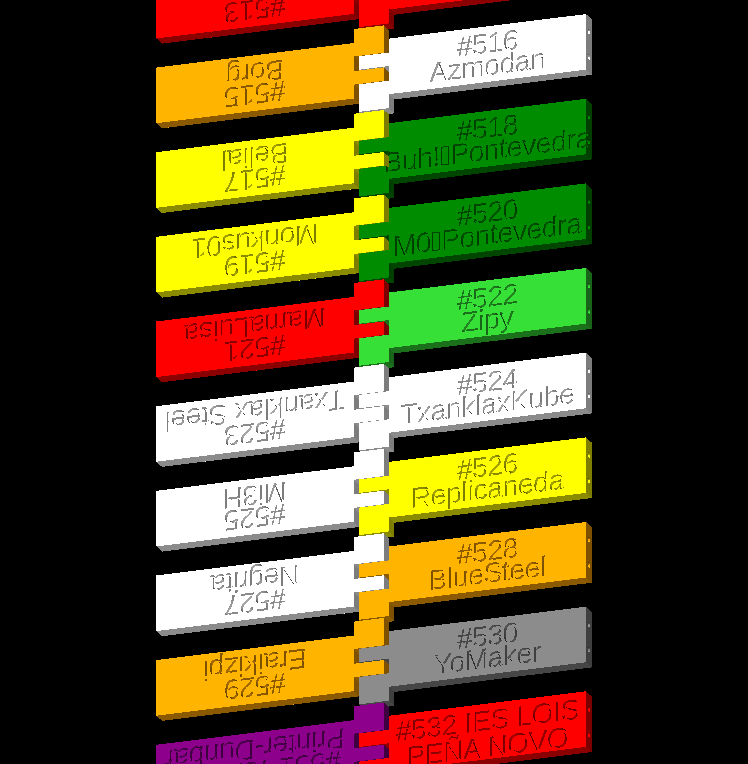 #513
#515
Borg
#516
Azmodan
#517
Belial
#518
Buh!▯Pontevedra
#519
Monkus01
#520
M0▯Pontevedra
#521
MamaLuisa
#522
Zipy
#523
Txanklax Steel
#524
TxanklaxKube
#525
Mi3H
#526
Replicaneda
#527
Negrita
#528
BlueSteel
#529
Eraikizpi
#530
YoMaker
Printer-Dunbar
#532 IES LOIS
PEÑA NOVO